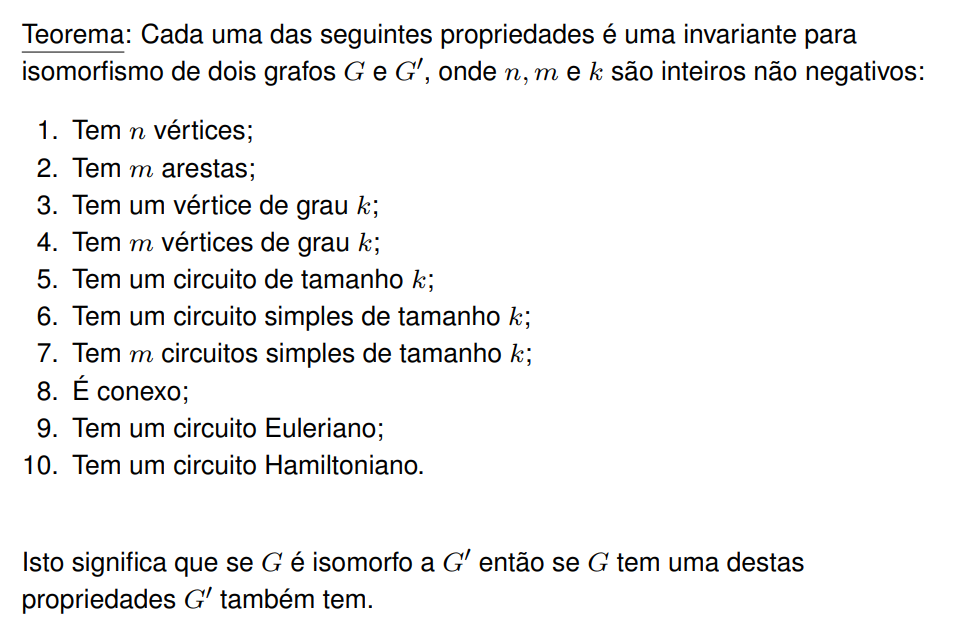 Teorema: Cada uma das seguintes propriedades é uma invariante para
isomorfismo de dois grafos G e G′, onde n, m e k são inteiros não negativos:
1. Tem n vértices;
2. Tem m arestas;
3. Tem um vértice de grau k;
4. Tem m vértices de grau k;
5. Tem um circuito de tamanho k;
6. Tem um circuito simples de tamanho k;
7. Tem m circuitos simples de tamanho k;
8. É conexo;
9. Tem um circuito Euleriano;
10. Tem um circuito Hamiltoniano.
Isto significa que se G é isomorfo a G′ então se G tem uma destas
propriedades G′ também tem.